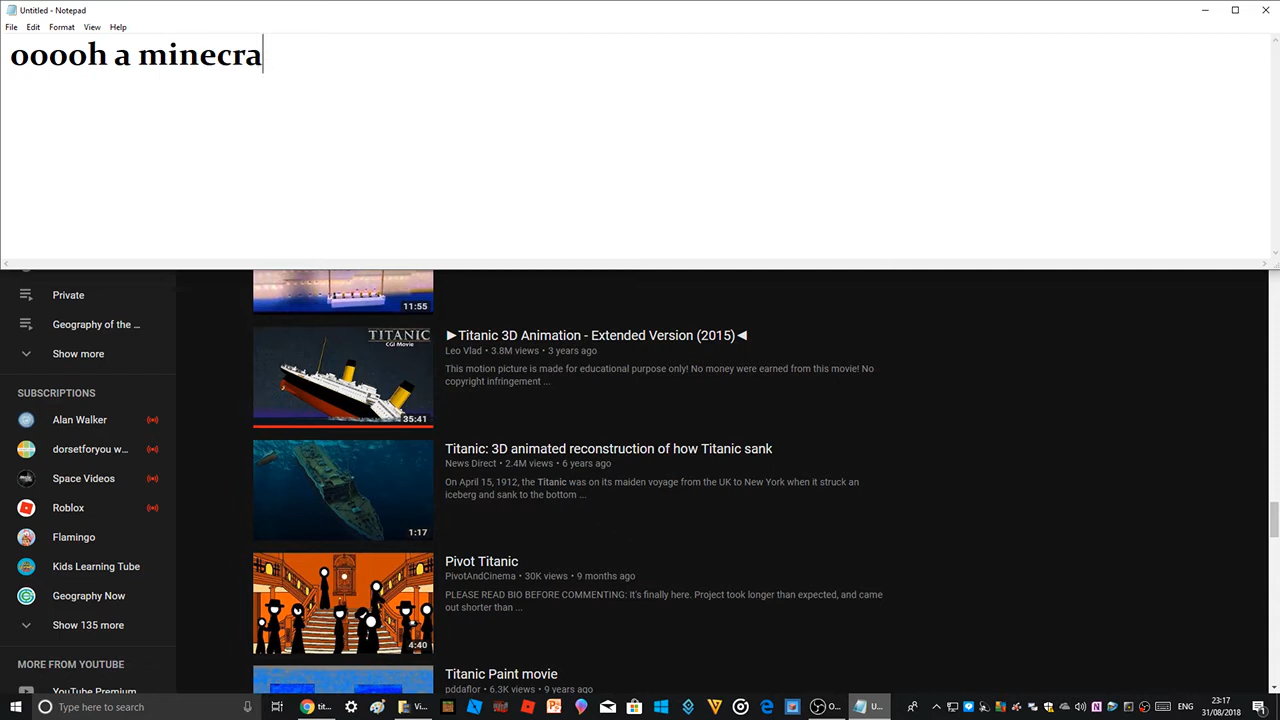 Untitled - Notepad
File Edit Format View Help
ooooh a minecra
Private
Geography of the ...
Show more
SUBSCRIPTIONS
Alan Walker
dorsetforyou w...
Space Videos
Roblox
Flamingo
Kids Learning Tube
Geography Now
Show 135 more
MORE FROM YOUTUBE
YouTube Premium
11:55
TITANIC
CGI Movie
35:41
►Titanic 3D Animation - Extended Version (2015)◄
Leo Vlad • 3.8M views • 3 years ago
This motion picture is made for educational purpose only! No money were earned from this movie! No
copyright infringement ...
1:17
Titanic: 3D animated reconstruction of how Titanic sank
News Direct • 2.4M views • 6 years ago
On April 15, 1912, the Titanic was on its maiden voyage from the UK to New York when it struck an
iceberg and sank to the bottom ...
4:40
Pivot Titanic
PivotAndCinema • 30K views • 9 months ago
PLEASE READ BIO BEFORE COMMENTING: It's finally here. Project took longer than expected, and came
out shorter than ...
Titanic Paint movie
pddaflor • 6.3K views • 9 years ago
Type here to search
tit...
Vi...
O...
U...
ENG
23:17
31/08/2018